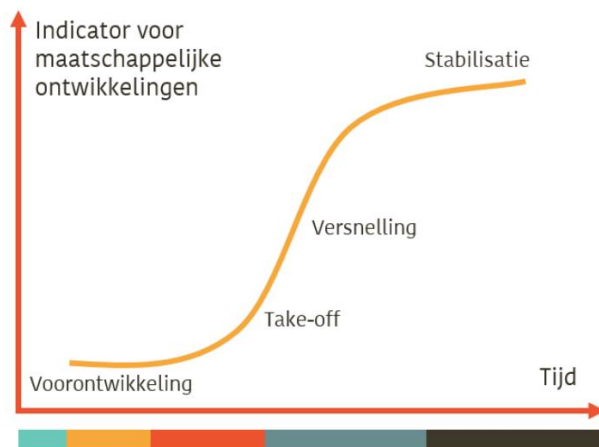 Indicator voor
maatschappelijke
ontwikkelingen
Stabilisatie
Versnelling
Take-off
Voorontwikkeling
Tijd